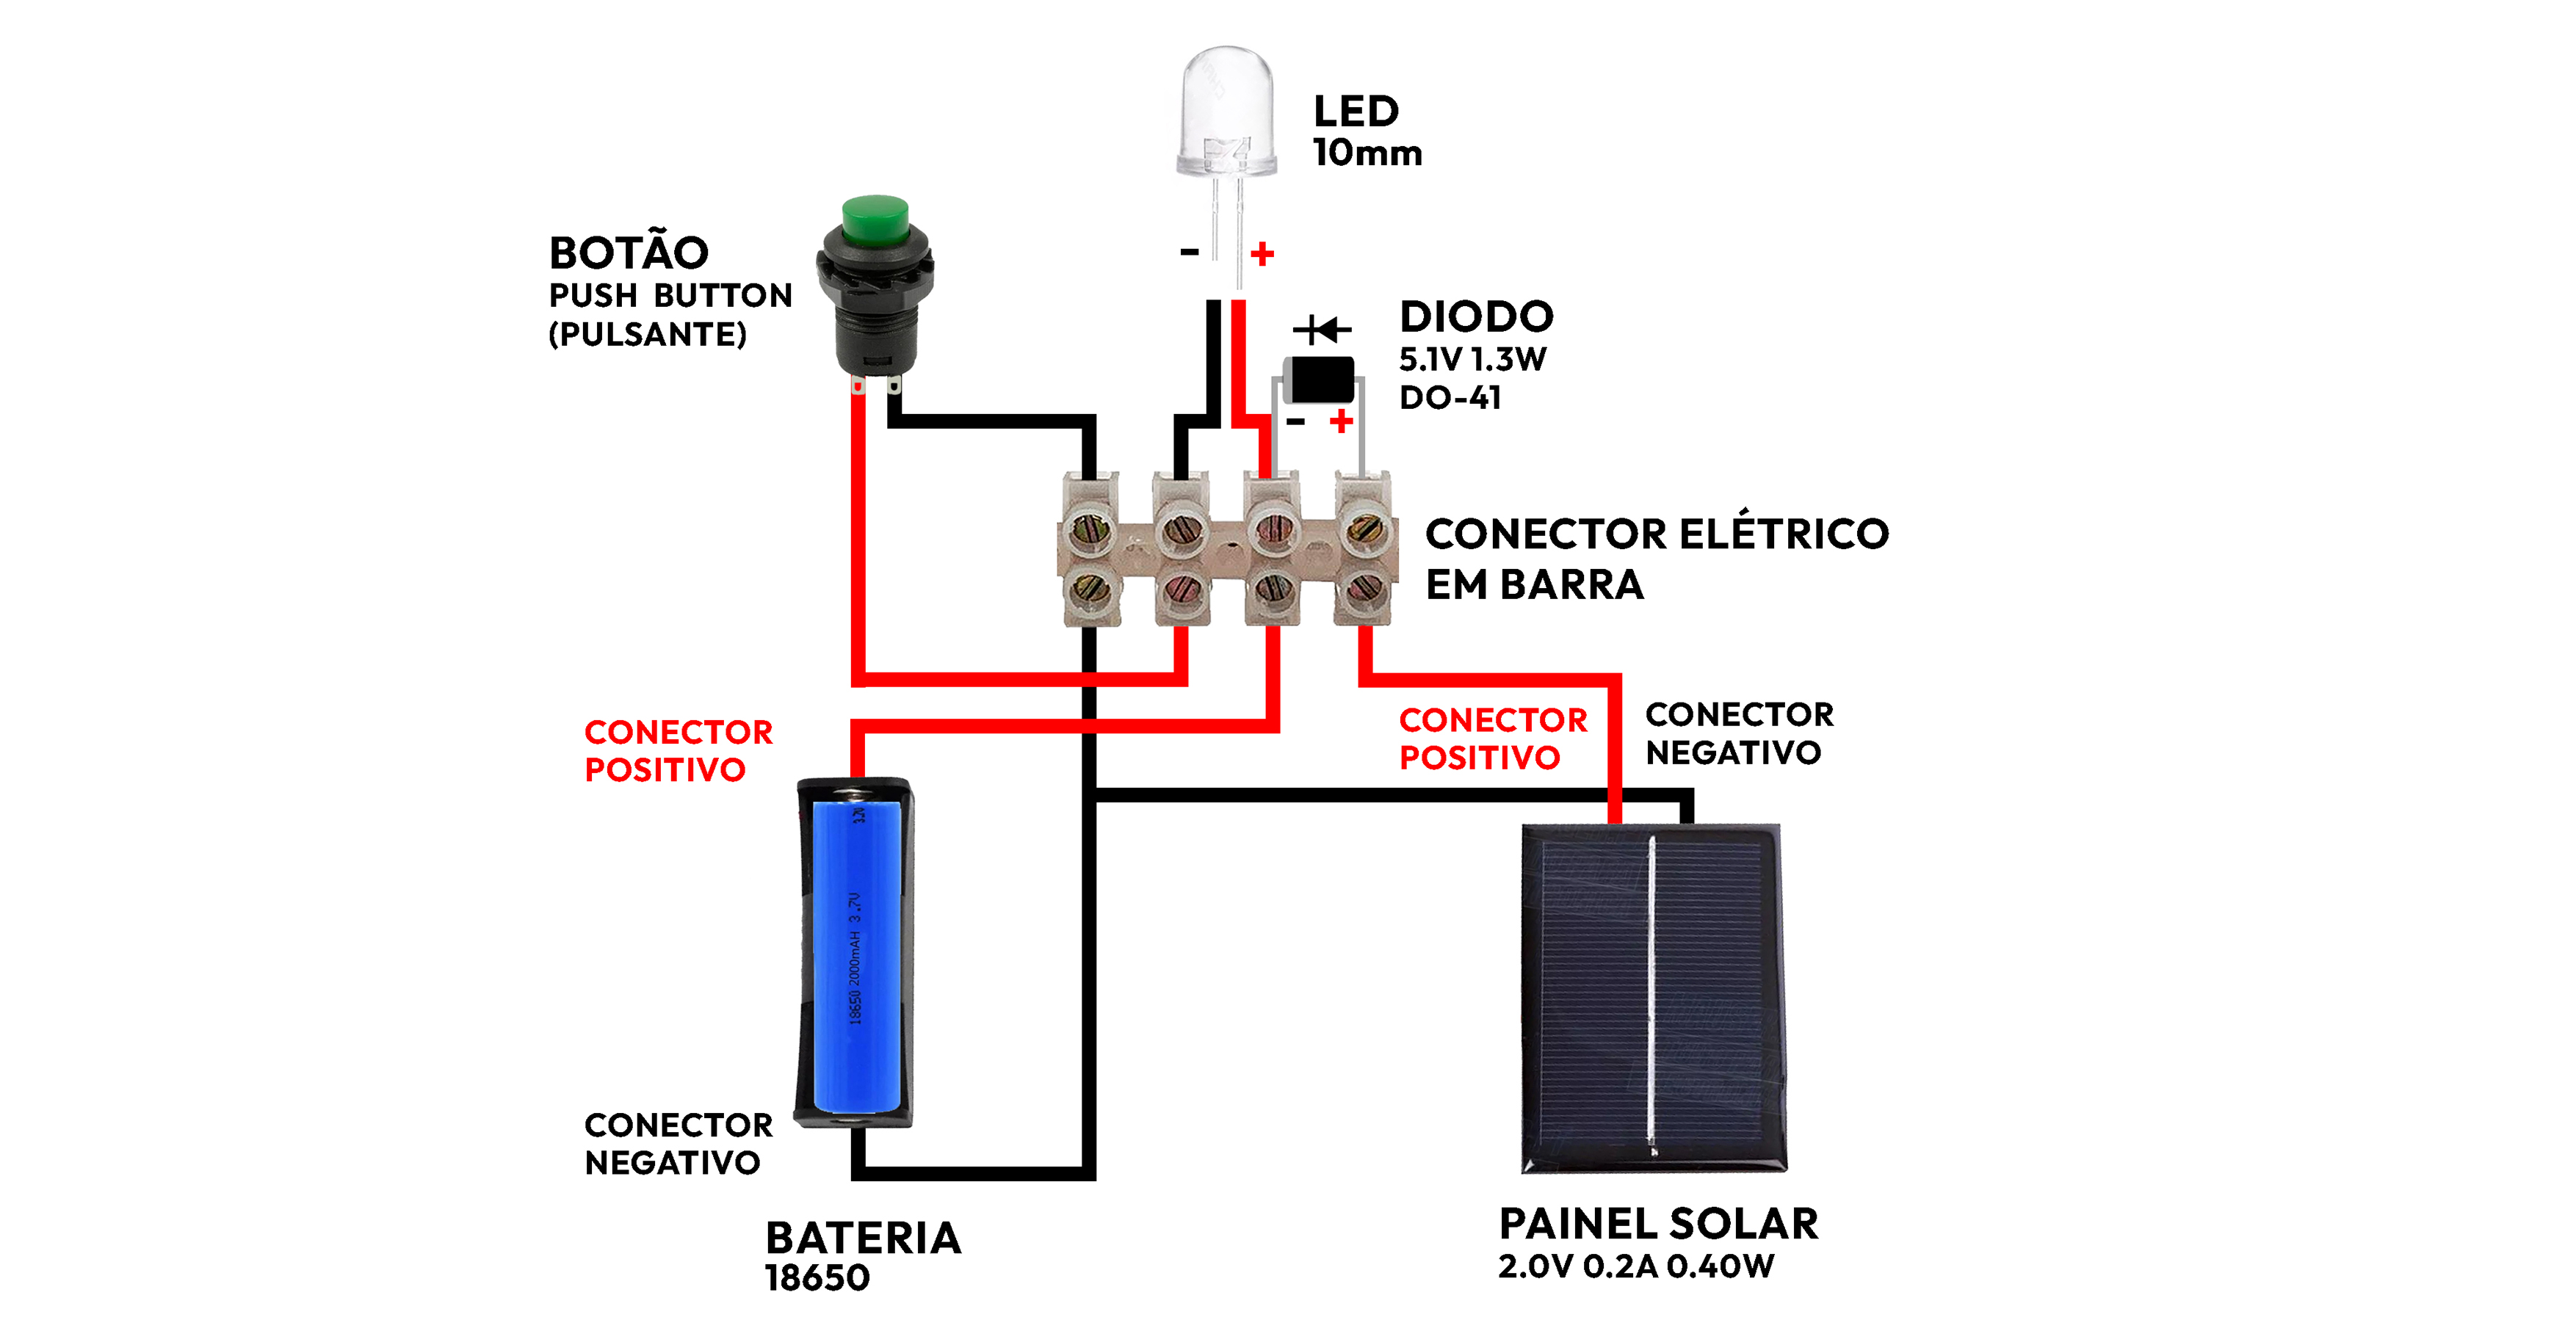 LED
10mm
BOTÃO
PUSH BUTTON
(PULSANTE)
-
+
DIODO
5.1V 1.3W
DO-41
- +
CONECTOR ELÉTRICO
EM BARRA
CONECTOR
POSITIVO
CONECTOR
POSITIVO
CONECTOR
NEGATIVO
18650 2000mAH 3.7V
CONECTOR
NEGATIVO
BATERIA
18650
PAINEL SOLAR
2.0V 0.2A 0.40W